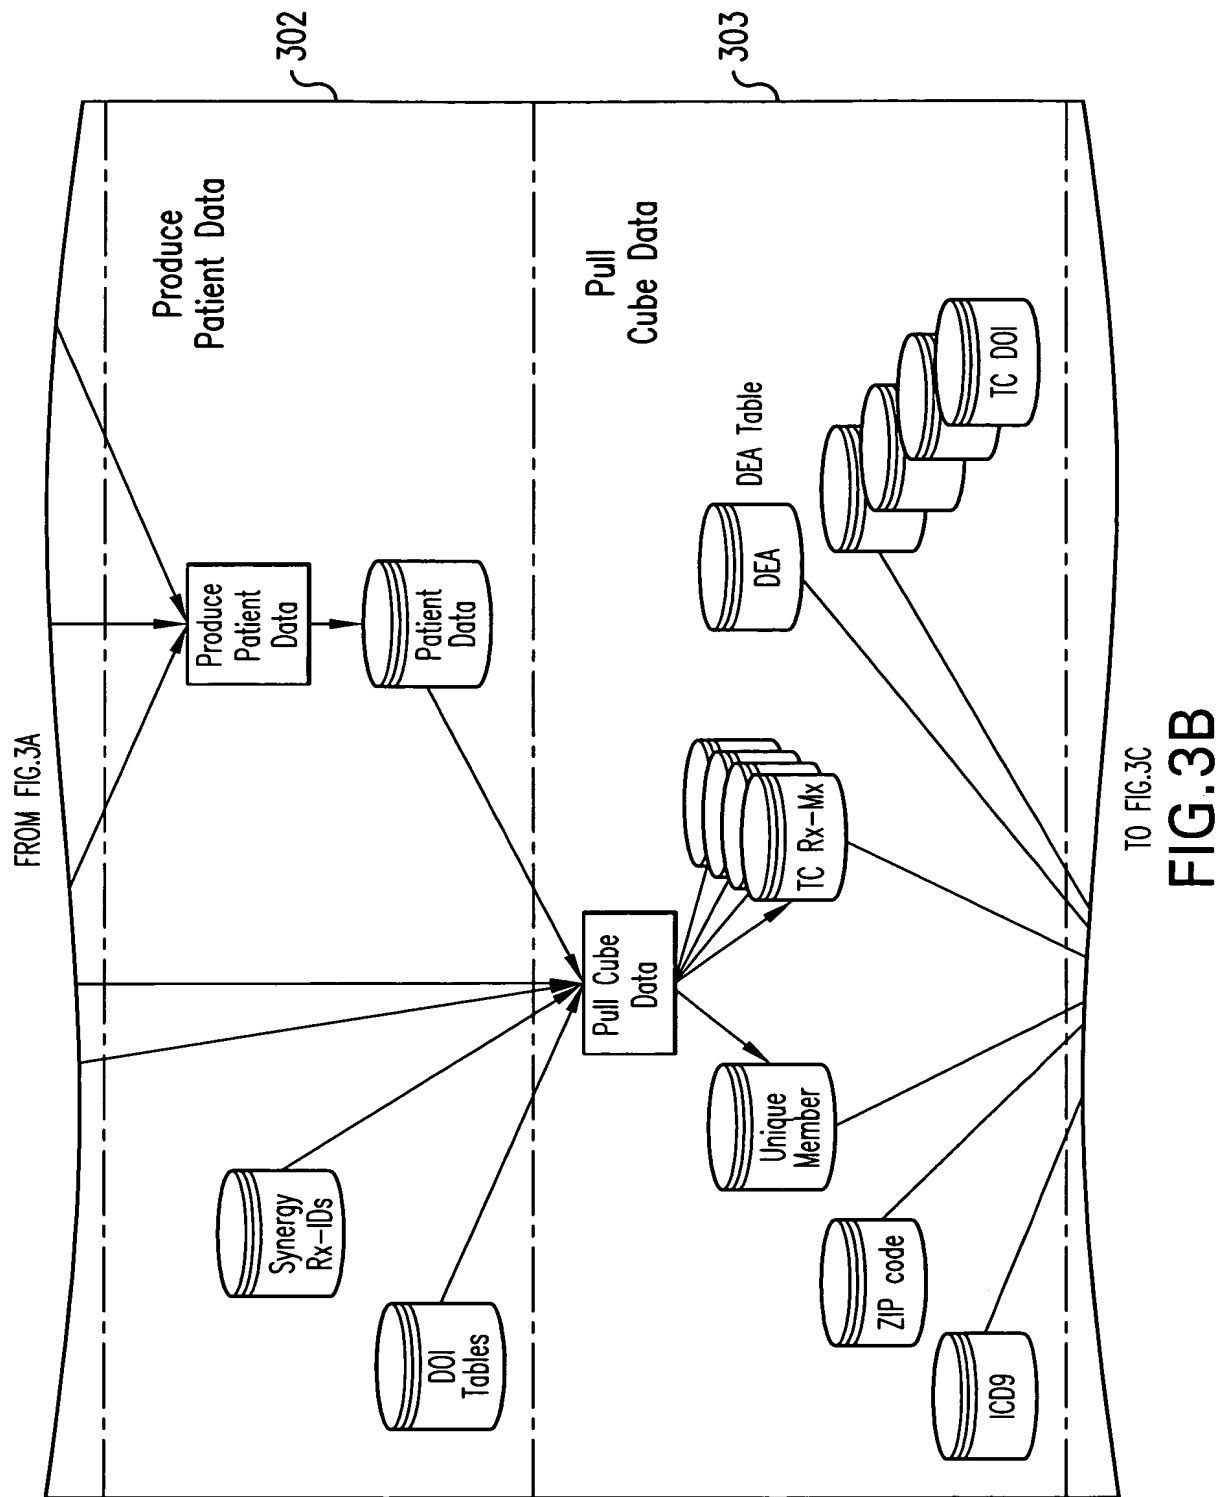 FROM FIG.3A
302
Produce
Patient Data
Produce
Patient
Data
Patient
Data
Synergy
Rx-IDs
DOI
Tables
303
Pull
Cube Data
Pull Cube
Data
DEA Table
DEA
TC Rx-Mx
TC DOI
Unique
Member
ZIP code
ICD9
TO FIG.3C
FIG.3B